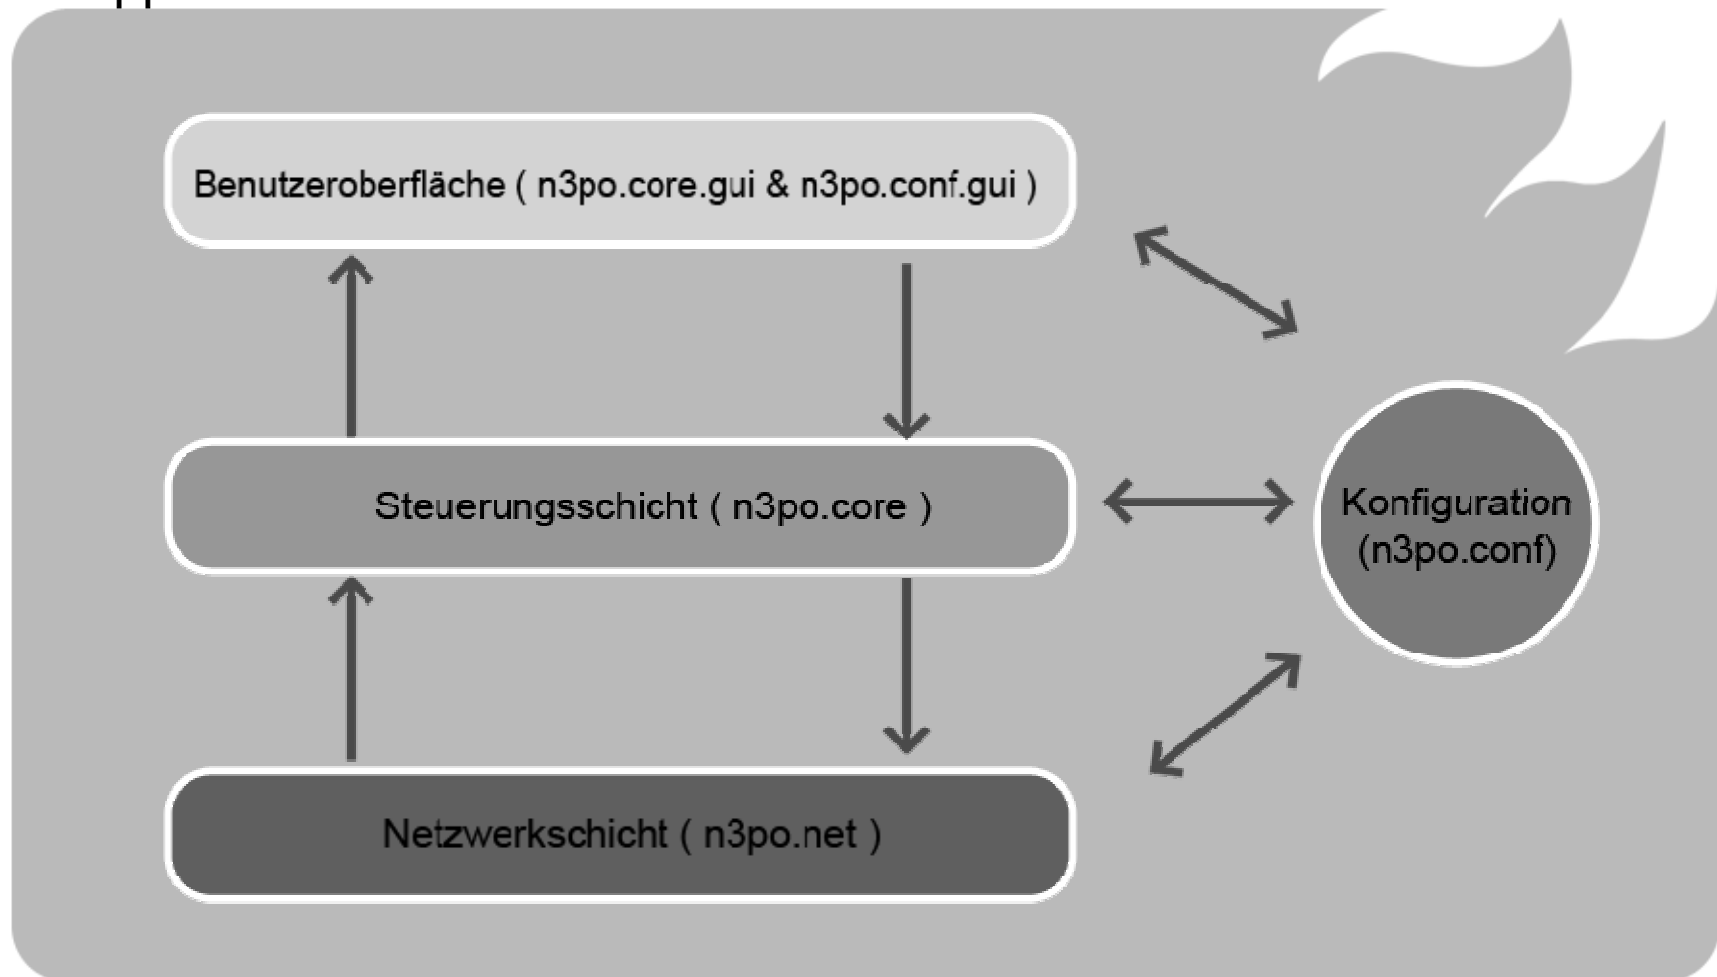 Benutzeroberfläche ( n3po.core.gui & n3po.conf.gui )
Steuerungsschicht ( n3po.core )
Konfiguration
(n3po.conf)
Netzwerkschicht ( n3po.net )